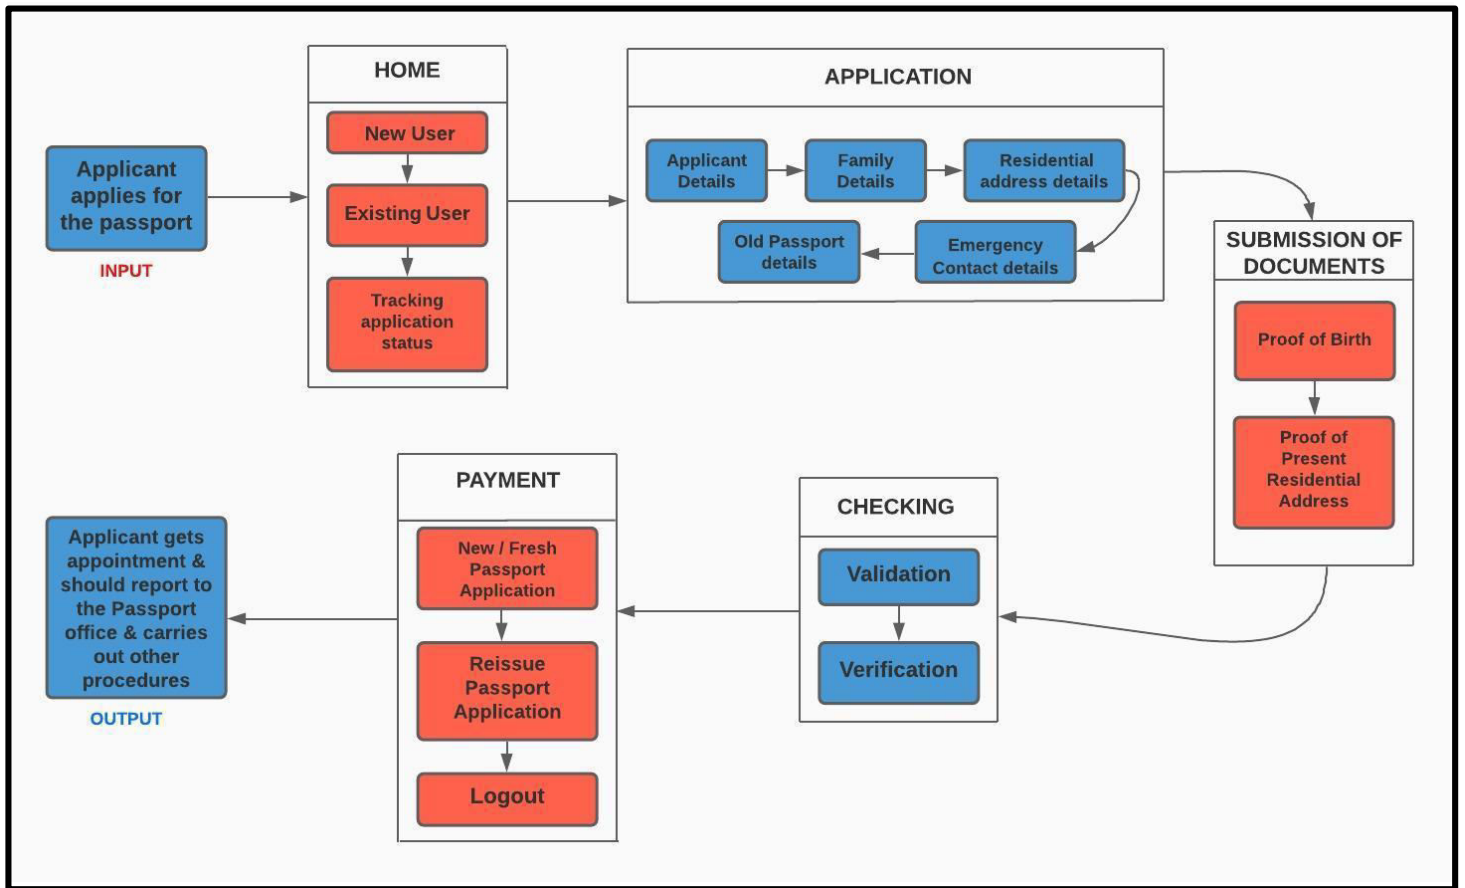 Applicant
applies for
the passport
INPUT
HOME
New User
Existing User
Tracking
application
status
APPLICATION
Applicant
Details
Family
Details
Residential
address details
Emergency
Contact details
Old Passport
details
SUBMISSION OF
DOCUMENTS
Proof of Birth
Proof of
Present
Residential
Address
CHECKING
Validation
Verification
PAYMENT
New / Fresh
Passport
Application
Reissue
Passport
Application
Logout
Applicant gets
appointment &
should report to
the Passport
office & carries
out other
procedures
OUTPUT